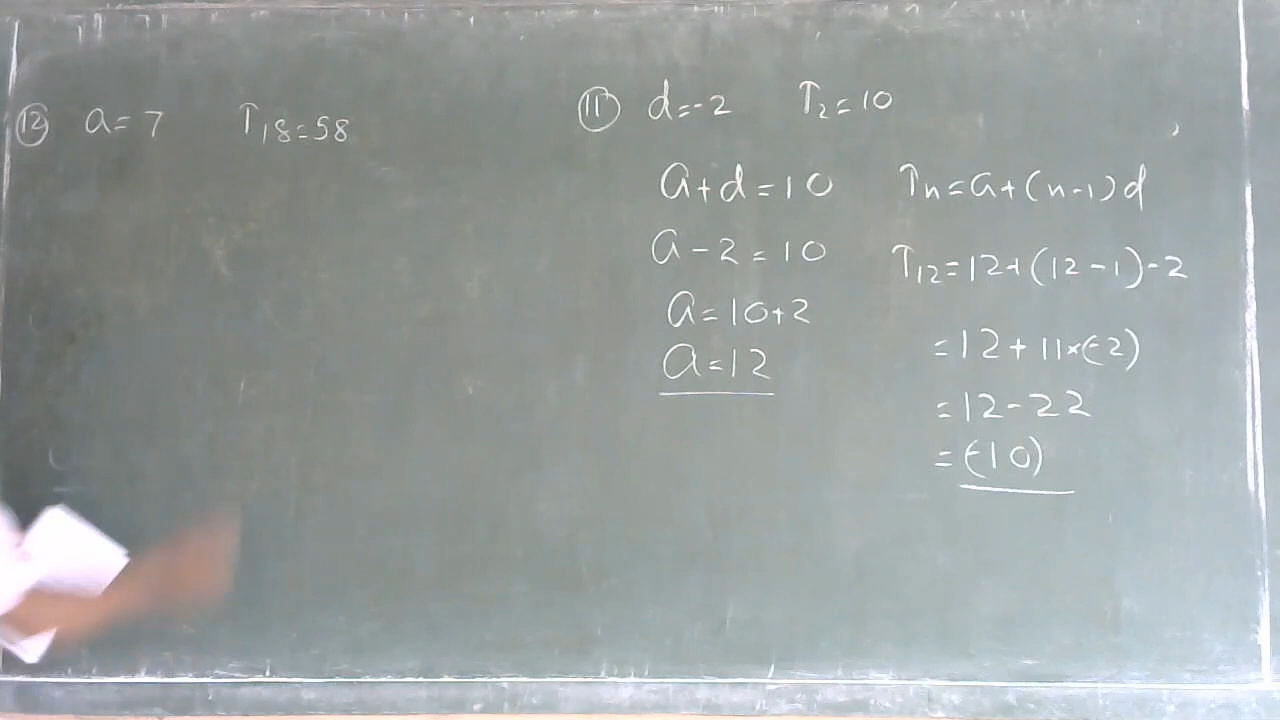 ⑫ a=7 T₁₈=58
⑪ d=-2 T₂=10
a+d=10
a-2=10
a=10+2
a=12
Tn=a+(n-1)d
T₁₂=12+(12-1)-2
=12+11×(-2)
=12-22
=(-10)